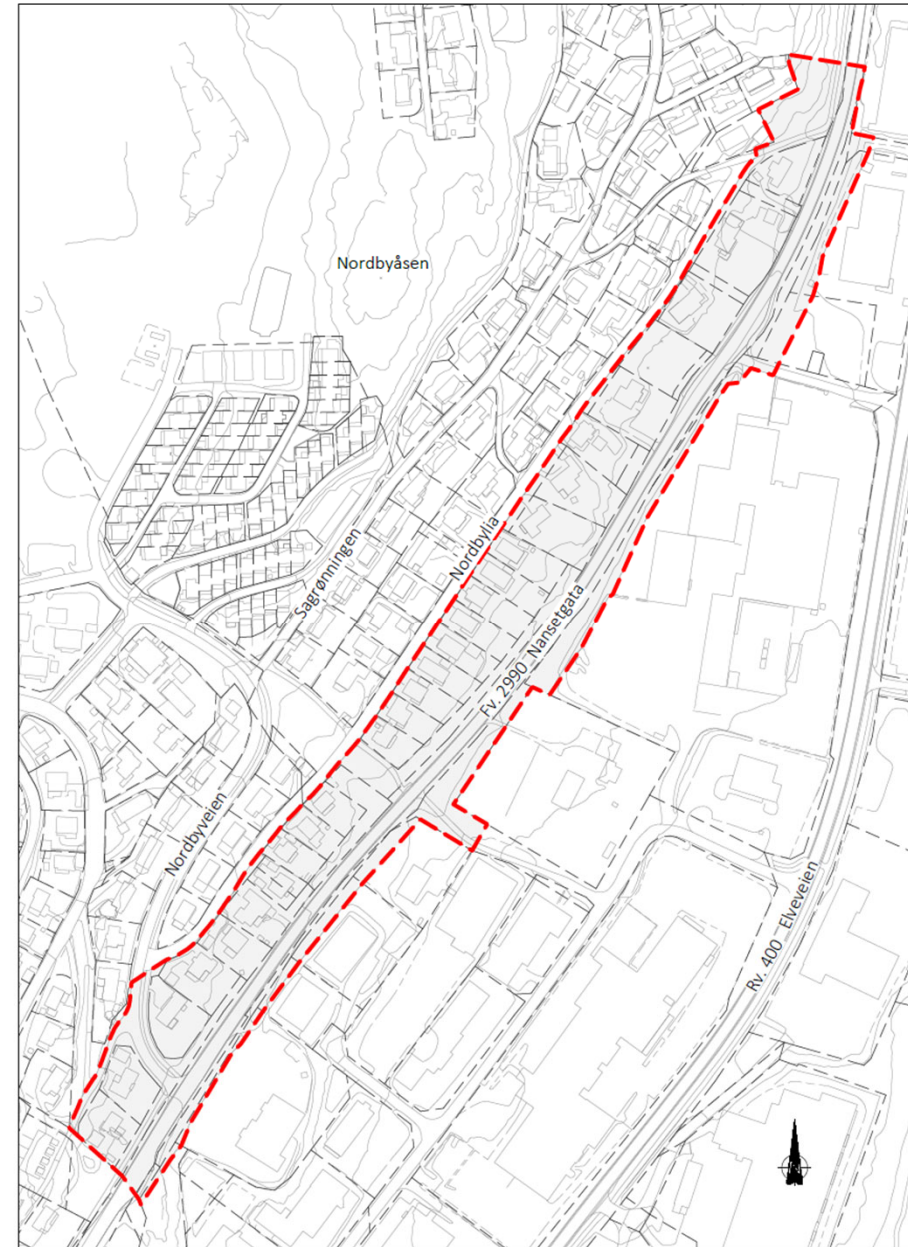 Nordbyåsen
Sagrønningen
Nordbylia
Fv. 2990 Nansetgata
Nordbyveien
Rv. 400 Elveveien
N